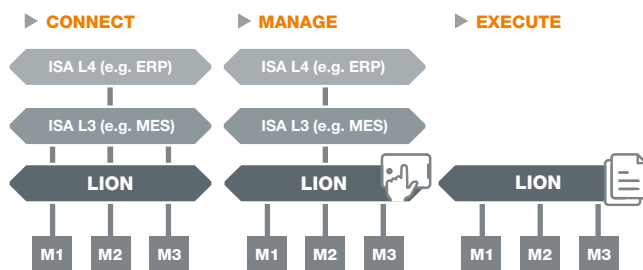 CONNECT
ISA L4 (e.g. ERP)
ISA L3 (e.g. MES)
LION
M1 M2 M3
MANAGE
ISA L4 (e.g. ERP)
ISA L3 (e.g. MES)
LION
M1 M2 M3
EXECUTE
LION
M1 M2 M3